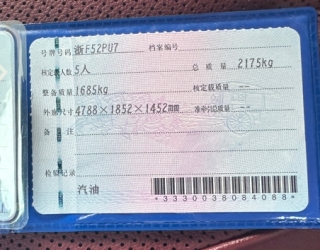 号牌号码 浙F52PU7 档案编号
核定载人数 5人 总质量 2175kg
整备质量 1685kg 核定载质量 --
外廓尺寸 4788×1852×1452mm 准牵引总质量 --
备注
检验记录
汽油
*3330038084088*